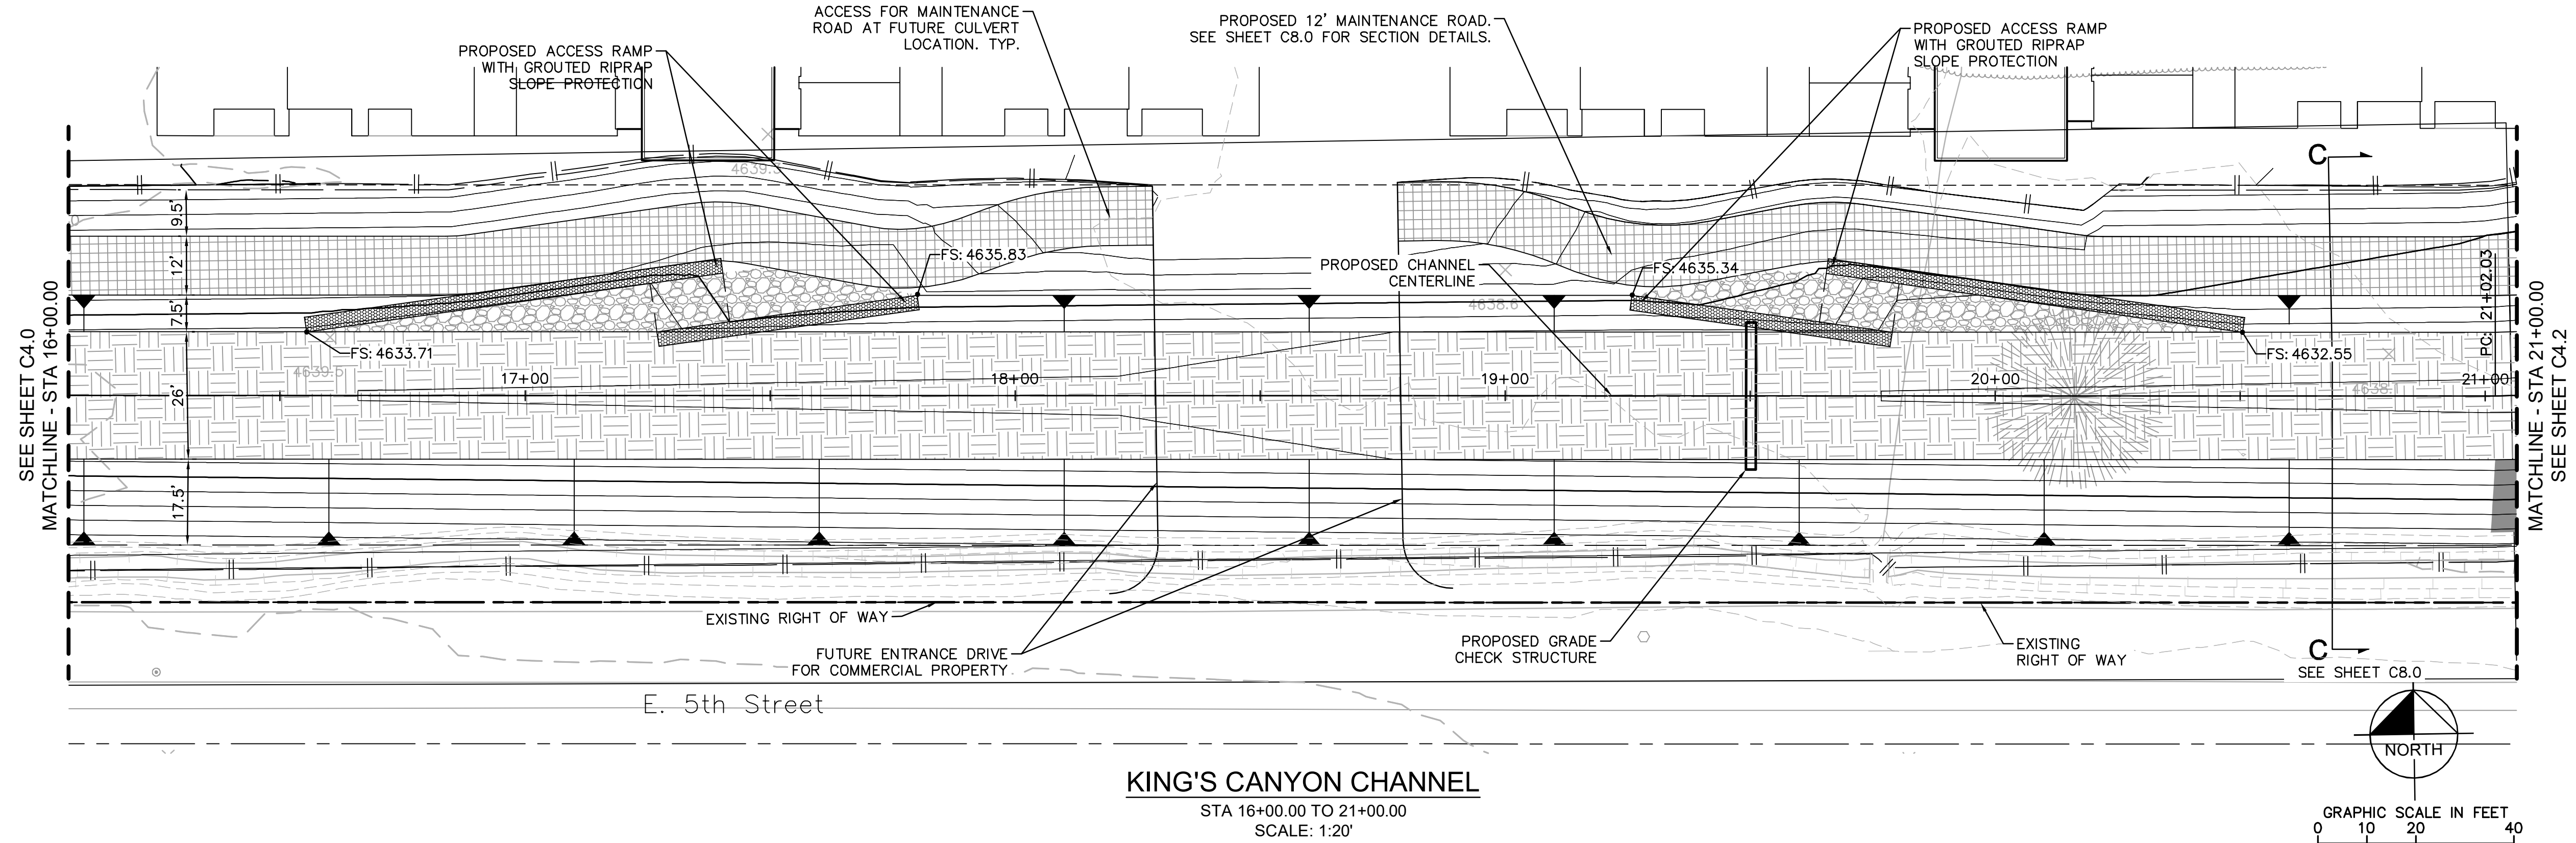 ACCESS FOR MAINTENANCE
ROAD AT FUTURE CULVERT
LOCATION. TYP.
PROPOSED 12' MAINTENANCE ROAD.
SEE SHEET C8.0 FOR SECTION DETAILS.
PROPOSED ACCESS RAMP
WITH GROUTED RIPRAP
SLOPE PROTECTION
PROPOSED ACCESS RAMP
WITH GROUTED RIPRAP
SLOPE PROTECTION
C
SEE SHEET C4.0
MATCHLINE - STA 16+00.00
9.5'
12'
7.5'
26'
17.5'
FS: 4635.83
FS: 4633.71
4639.5
PROPOSED CHANNEL
CENTERLINE
FS: 4635.34
4638.6
FS: 4632.55
PC: 21+02.03
17+00
18+00
19+00
20+00
21+00
MATCHLINE - STA 21+00.00
SEE SHEET C4.2
EXISTING RIGHT OF WAY
FUTURE ENTRANCE DRIVE
FOR COMMERCIAL PROPERTY
PROPOSED GRADE
CHECK STRUCTURE
EXISTING
RIGHT OF WAY
C
SEE SHEET C8.0
E. 5th Street
NORTH
KING'S CANYON CHANNEL
STA 16+00.00 TO 21+00.00
SCALE: 1:20'
GRAPHIC SCALE IN FEET
0 10 20 40